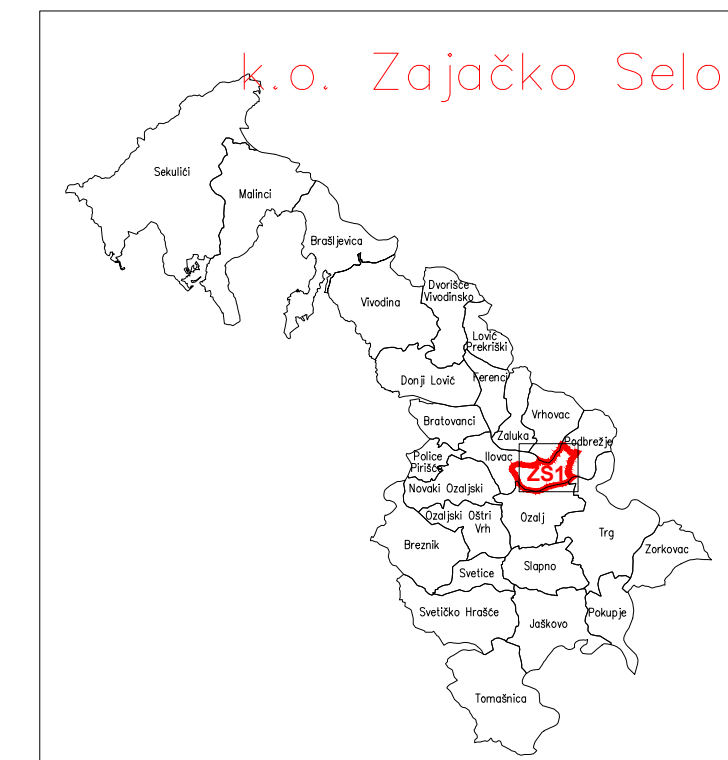 k.o. Zajačko Selo
Sekulići
Malinci
Brašljevica
Vivodina
Dvorišče
Vivodinsko
Lović
Prekriški
Donji Lović
Ferenci
Bratovanci
Vrhovac
Zaluka
Podbrežje
Police
Pirišće
Ilovac
ZS1
Novaki Ozaljski
Ozaljski Oštri
Vrh
Ozalj
Breznik
Trg
Zorkovac
Svetice
Slapno
Svetičko Hrašće
Jaškovo
Pokupje
Tomašnica